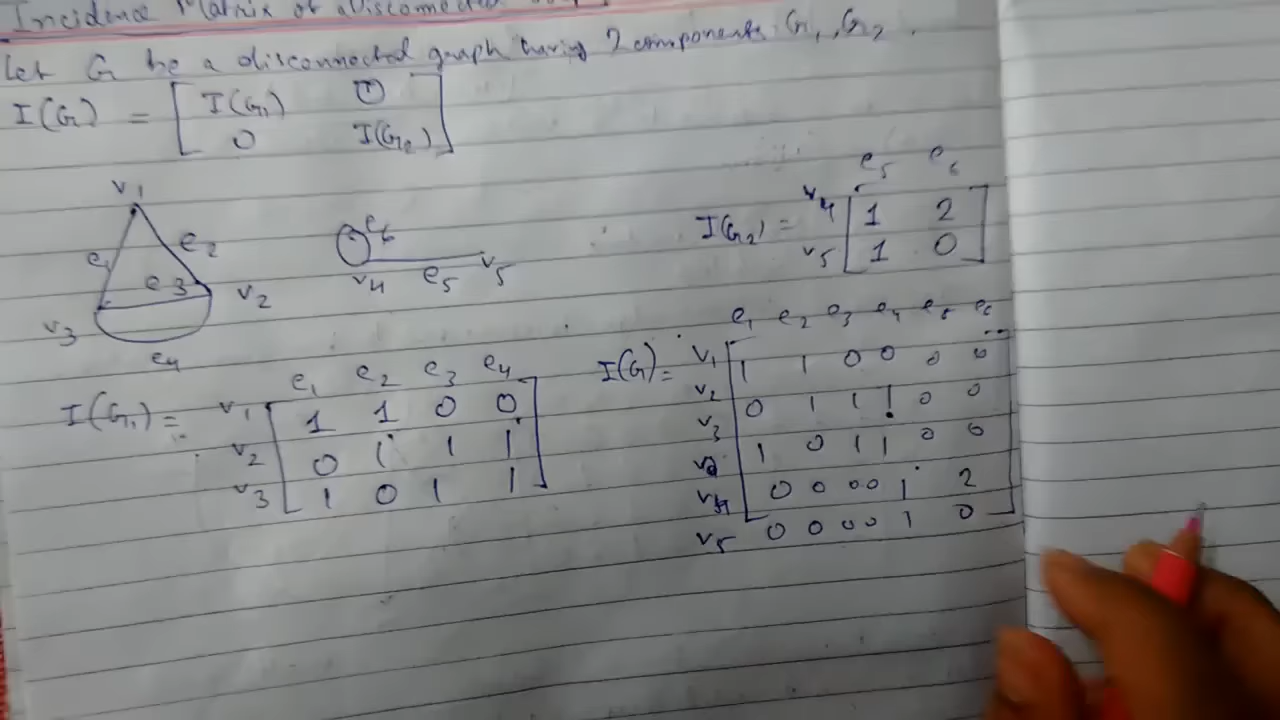 Incidence Matrix of a Disconnected
Let G be a disconnected graph having 2 components G₁, G₂.
I(G) = [ I(G₁) 0
0 I(G₂) ]
v₁
e₁ e₂
e₃
v₃ v₂
e₄
e₆
v₄ e₅ v₅
e₅ e₆
I(G₂) = v₄ [ 1 2
v₅ 1 0 ]
e₁ e₂ e₃ e₄
I(G₁) = v₁ [ 1 1 0 0
v₂ 0 1 1 1
v₃ 1 0 1 1 ]
e₁ e₂ e₃ e₄ e₅ e₆
I(G) = v₁ [ 1 1 0 0 0 0
v₂ 0 1 1 1 0 0
v₃ 1 0 1 1 0 0
v₄ 0 0 0 0 1 2
v₅ 0 0 0 0 1 0 ]